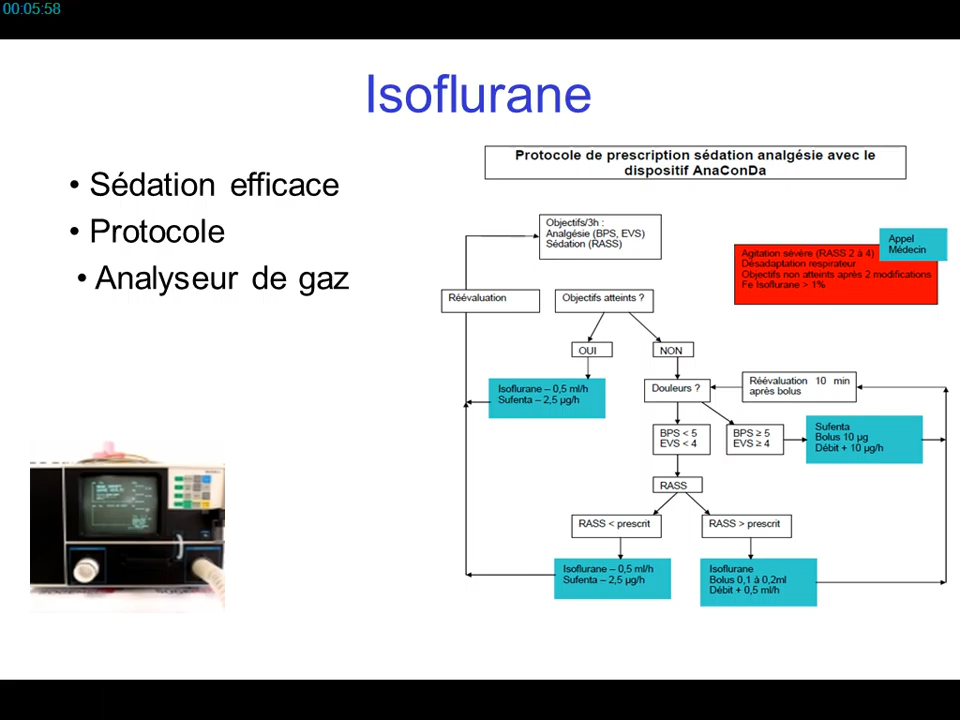 00:05:58
Isoflurane
• Sédation efficace
• Protocole
• Analyseur de gaz
Protocole de prescription sédation analgésie avec le
dispositif AnaConDa
Objectifs/3h :
Analgésie (BPS, EVS)
Sédation (RASS)
Appel
Médecin
Agitation sévère (RASS 2 à 4)
Désadaptation respirateur
Objectifs non atteints après 2 modifications
Fe Isoflurane > 1%
Réévaluation
Objectifs atteints ?
OUI
NON
Isoflurane – 0,5 ml/h
Sufenta – 2,5 µg/h
Douleurs ?
Réévaluation 10 min
après bolus
BPS < 5
EVS < 4
BPS ≥ 5
EVS ≥ 4
Sufenta
Bolus 10 µg
Débit + 10 µg/h
RASS
RASS < prescrit
RASS > prescrit
Isoflurane – 0,5 ml/h
Sufenta – 2,5 µg/h
Isoflurane
Bolus 0,1 à 0,2ml
Débit + 0,5 ml/h